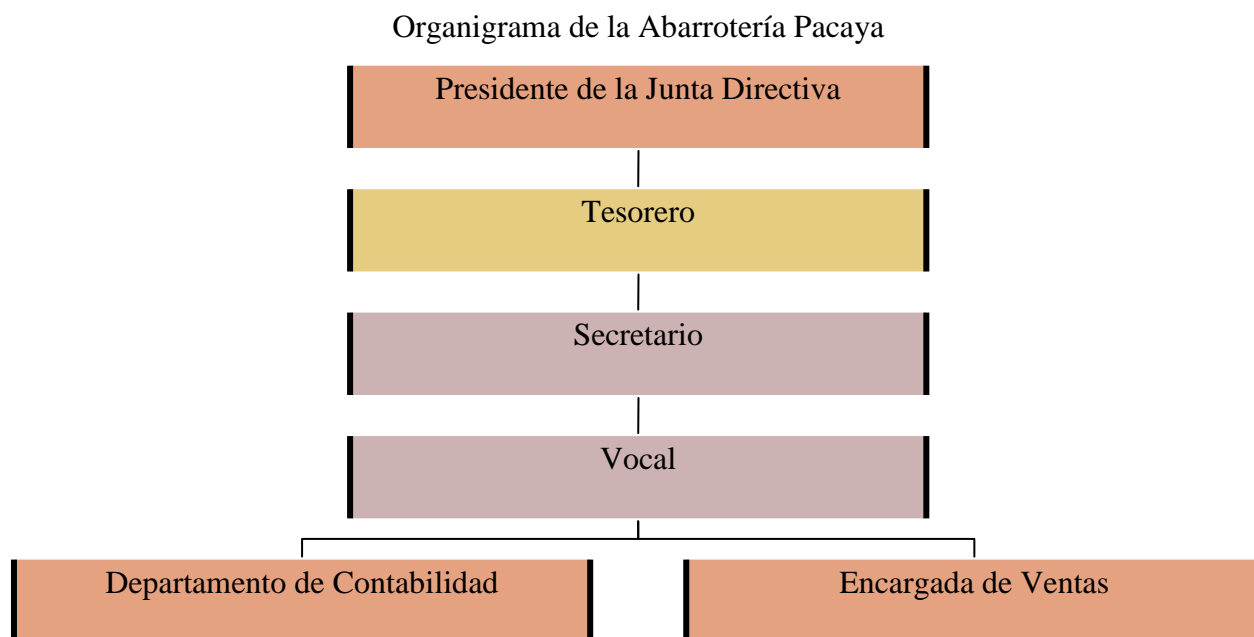 Organigrama de la Abarrotería Pacaya
Presidente de la Junta Directiva
Tesorero
Secretario
Vocal
Departamento de Contabilidad
Encargada de Ventas